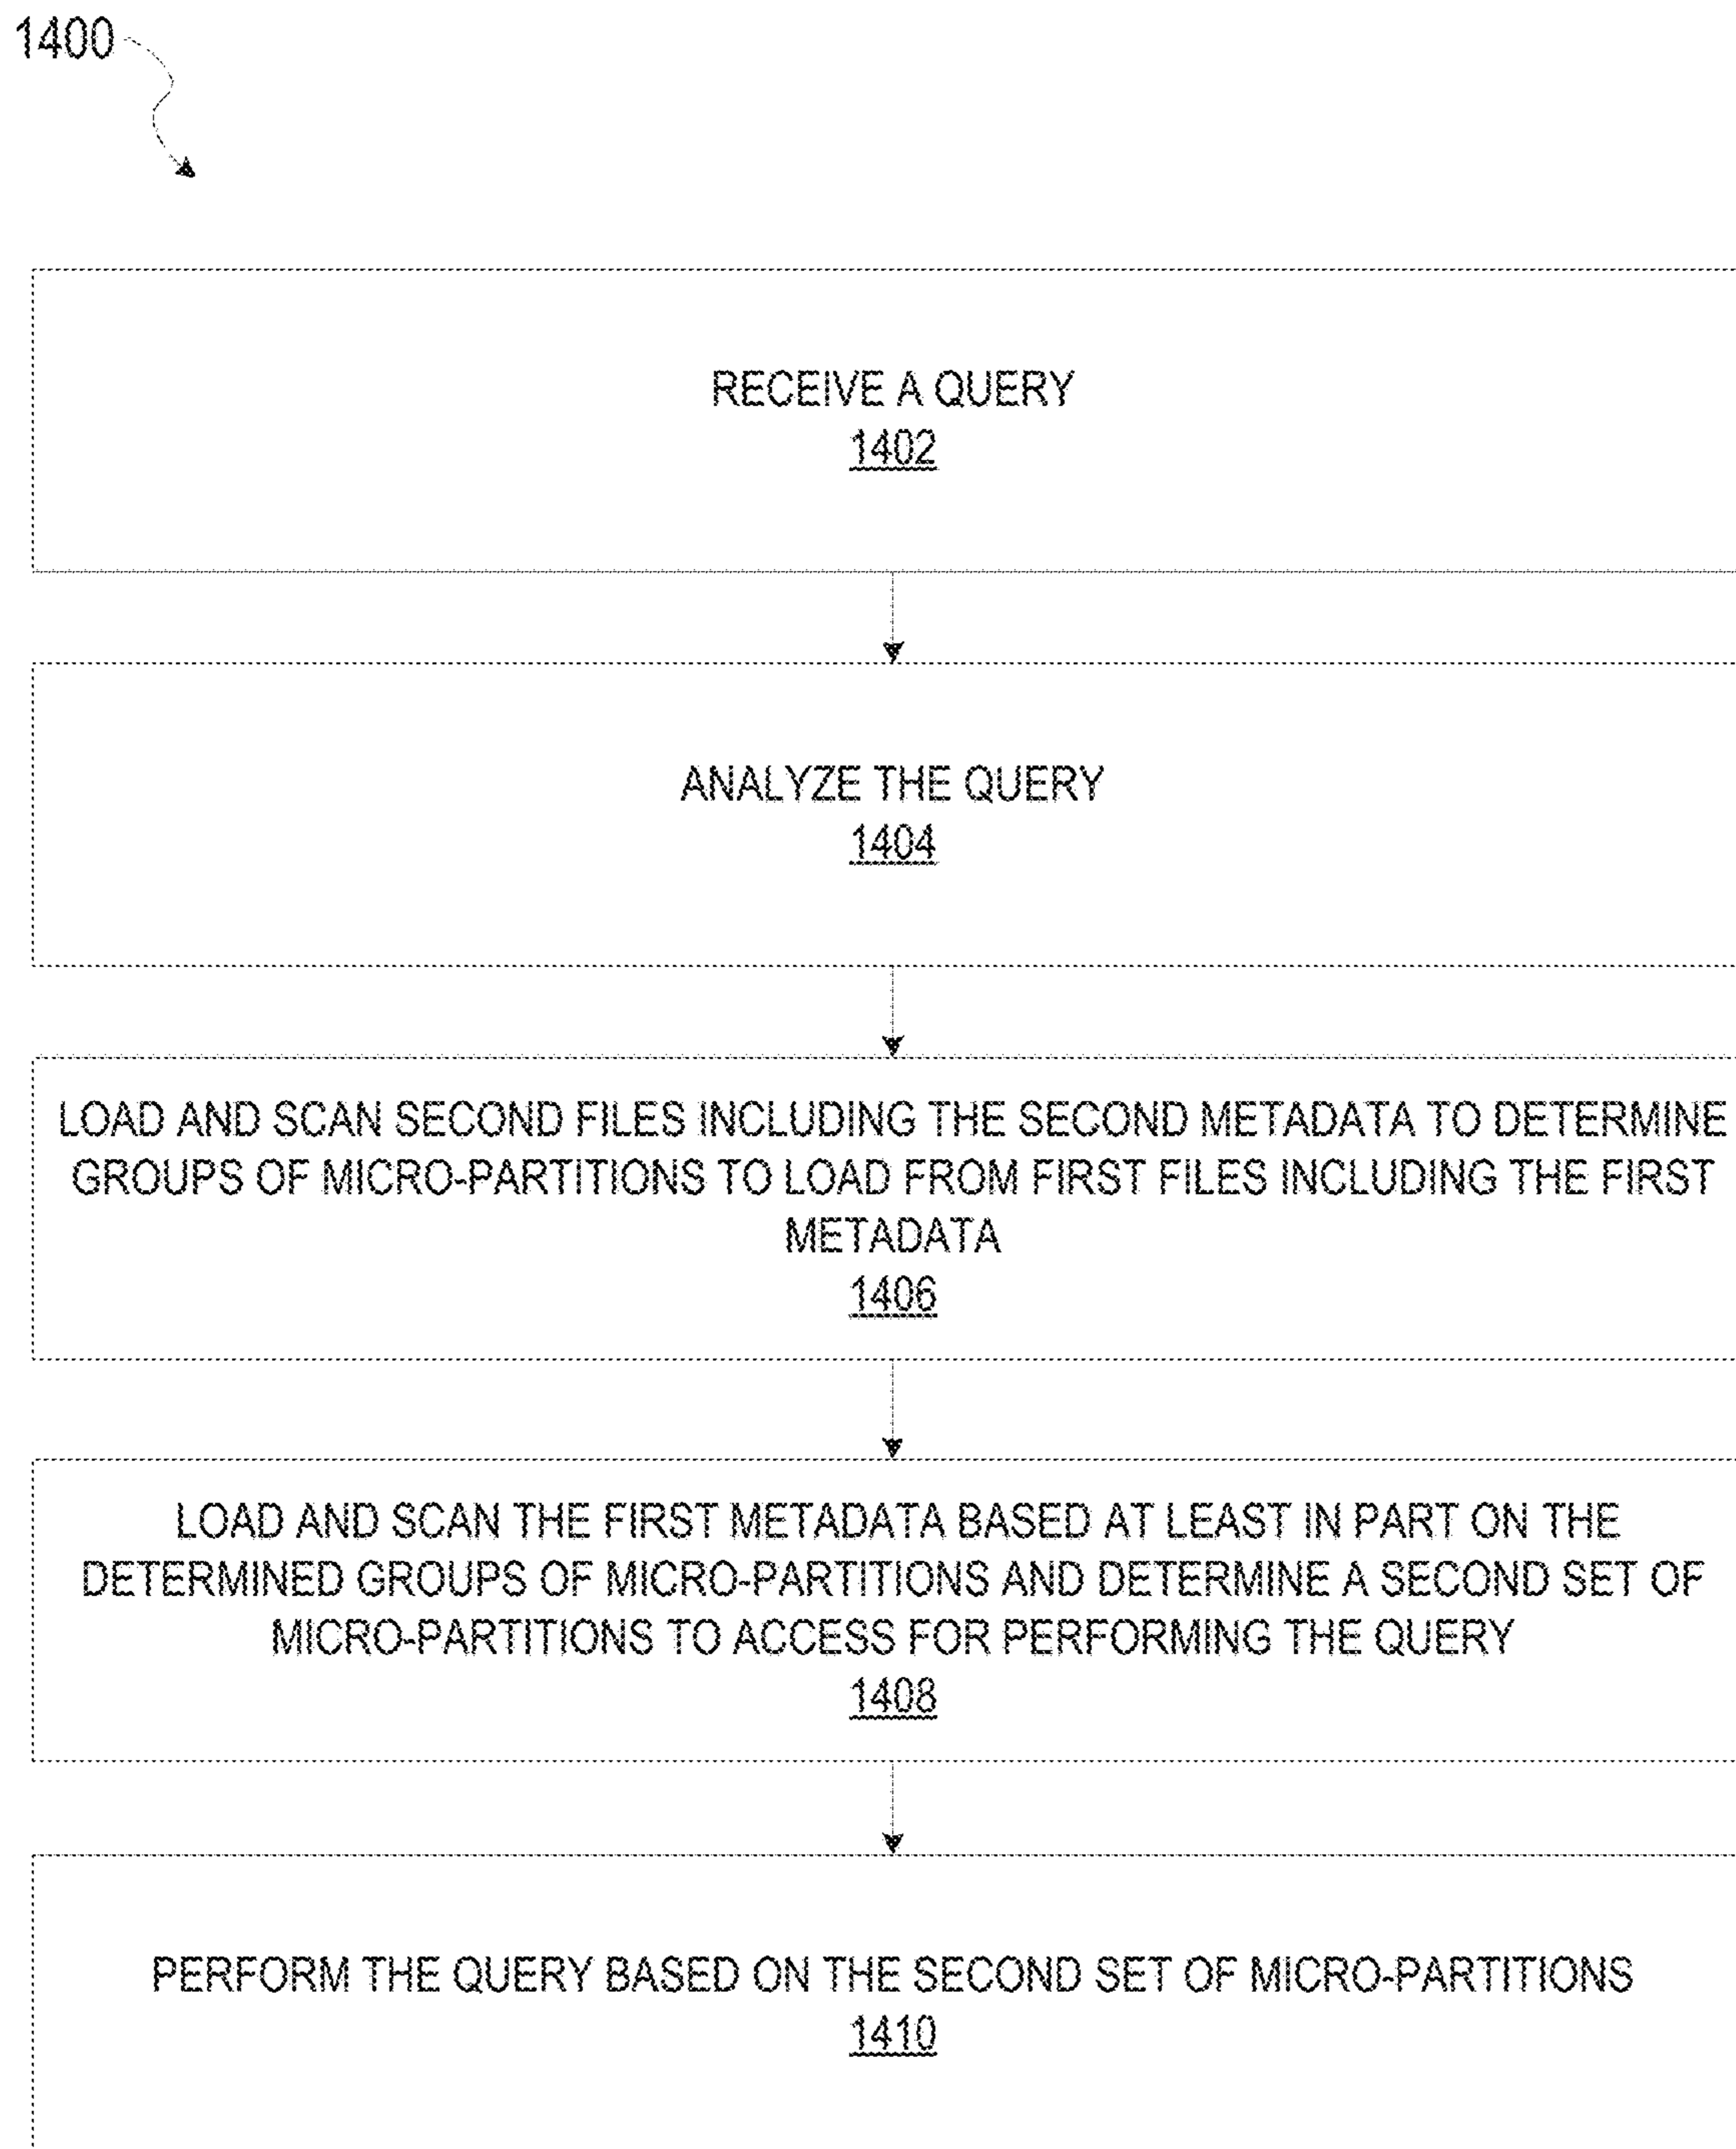 1400
RECEIVE A QUERY
1402
ANALYZE THE QUERY
1404
LOAD AND SCAN SECOND FILES INCLUDING THE SECOND METADATA TO DETERMINE
GROUPS OF MICRO-PARTITIONS TO LOAD FROM FIRST FILES INCLUDING THE FIRST
METADATA
1406
LOAD AND SCAN THE FIRST METADATA BASED AT LEAST IN PART ON THE
DETERMINED GROUPS OF MICRO-PARTITIONS AND DETERMINE A SECOND SET OF
MICRO-PARTITIONS TO ACCESS FOR PERFORMING THE QUERY
1408
PERFORM THE QUERY BASED ON THE SECOND SET OF MICRO-PARTITIONS
1410